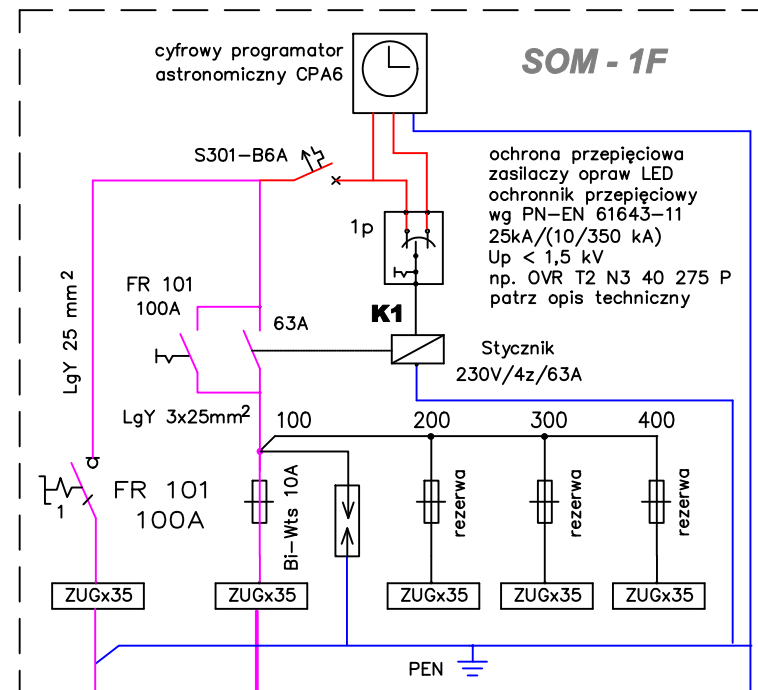 cyfrowy programator
astronomiczny CPA6
SOM - 1F
S301-B6A
ochrona przepięciowa
zasilaczy opraw LED
ochronnik przepięciowy
wg PN-EN 61643-11
25kA/(10/350 kA)
Up < 1,5 kV
np. OVR T2 N3 40 275 P
patrz opis techniczny
1p
LgY 25 mm²
FR 101
100A
63A
K1
Stycznik
230V/4z/63A
LgY 3x25mm²
100
200
300
400
FR 101
100A
1
Bi-Wts 10A
rezerwa
rezerwa
rezerwa
ZUGx35
ZUGx35
ZUGx35
ZUGx35
ZUGx35
PEN